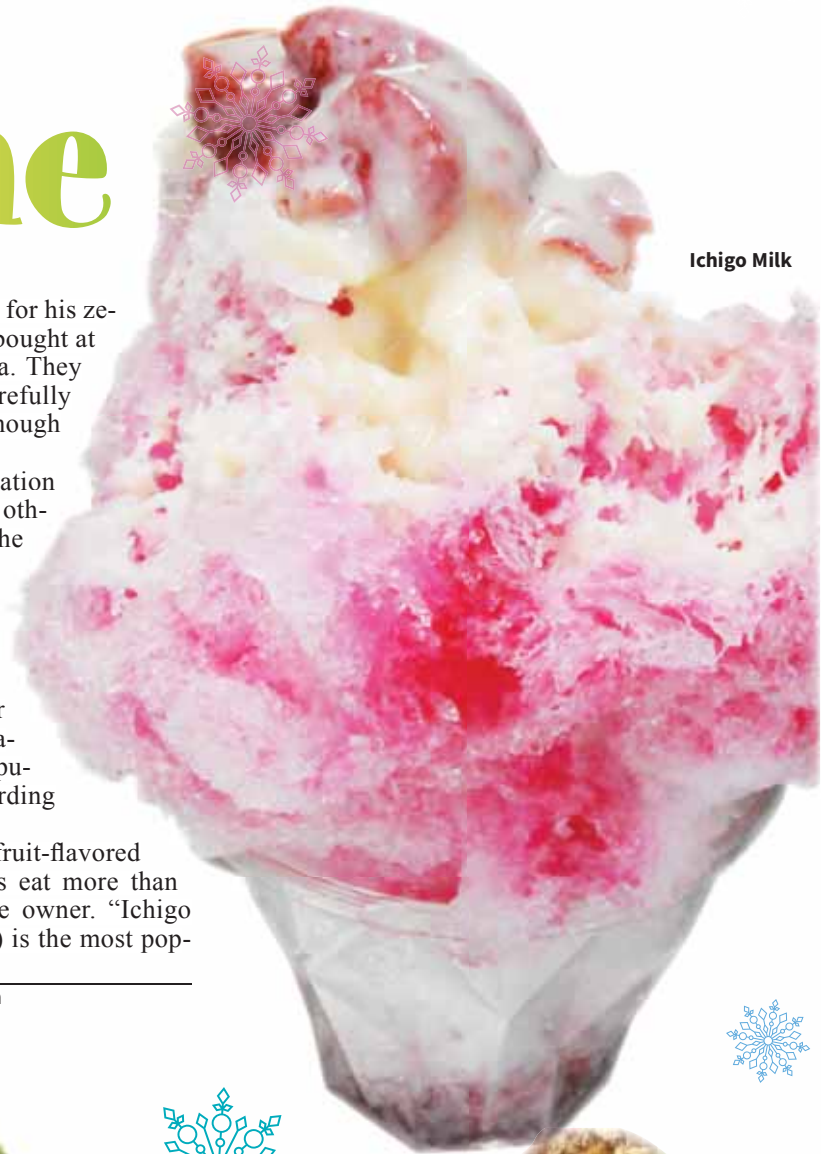 ne
Ichigo Milk
for his ze-
bought at
a. They
refully
nough
ation
oth-
he
r
a-
pu-
rding
fruit-flavored
s eat more than
e owner. “Ichigo
) is the most pop-